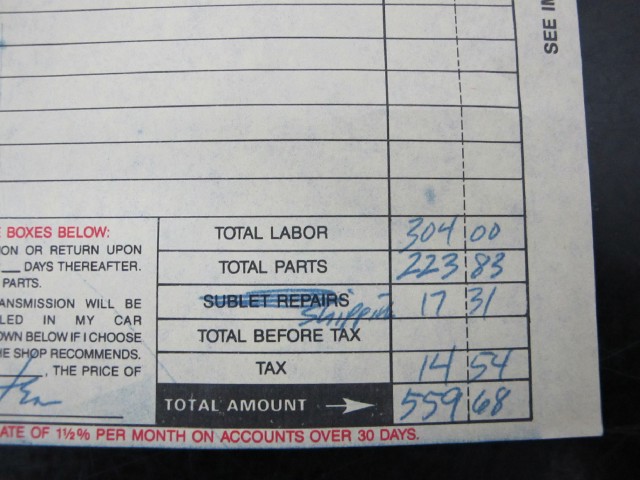 SEE IM
E BOXES BELOW:
ION OR RETURN UPON
DAYS THEREAFTER.
PARTS.
ANSMISSION WILL BE
LED IN MY CAR
OWN BELOW IF I CHOOSE
HE SHOP RECOMMENDS.
, THE PRICE OF
TOTAL LABOR 304 00
TOTAL PARTS 223 83
SUBLET REPAIRS 17 31
Shipping
TOTAL BEFORE TAX
TAX 14 54
TOTAL AMOUNT 559 68
ATE OF 1½% PER MONTH ON ACCOUNTS OVER 30 DAYS.